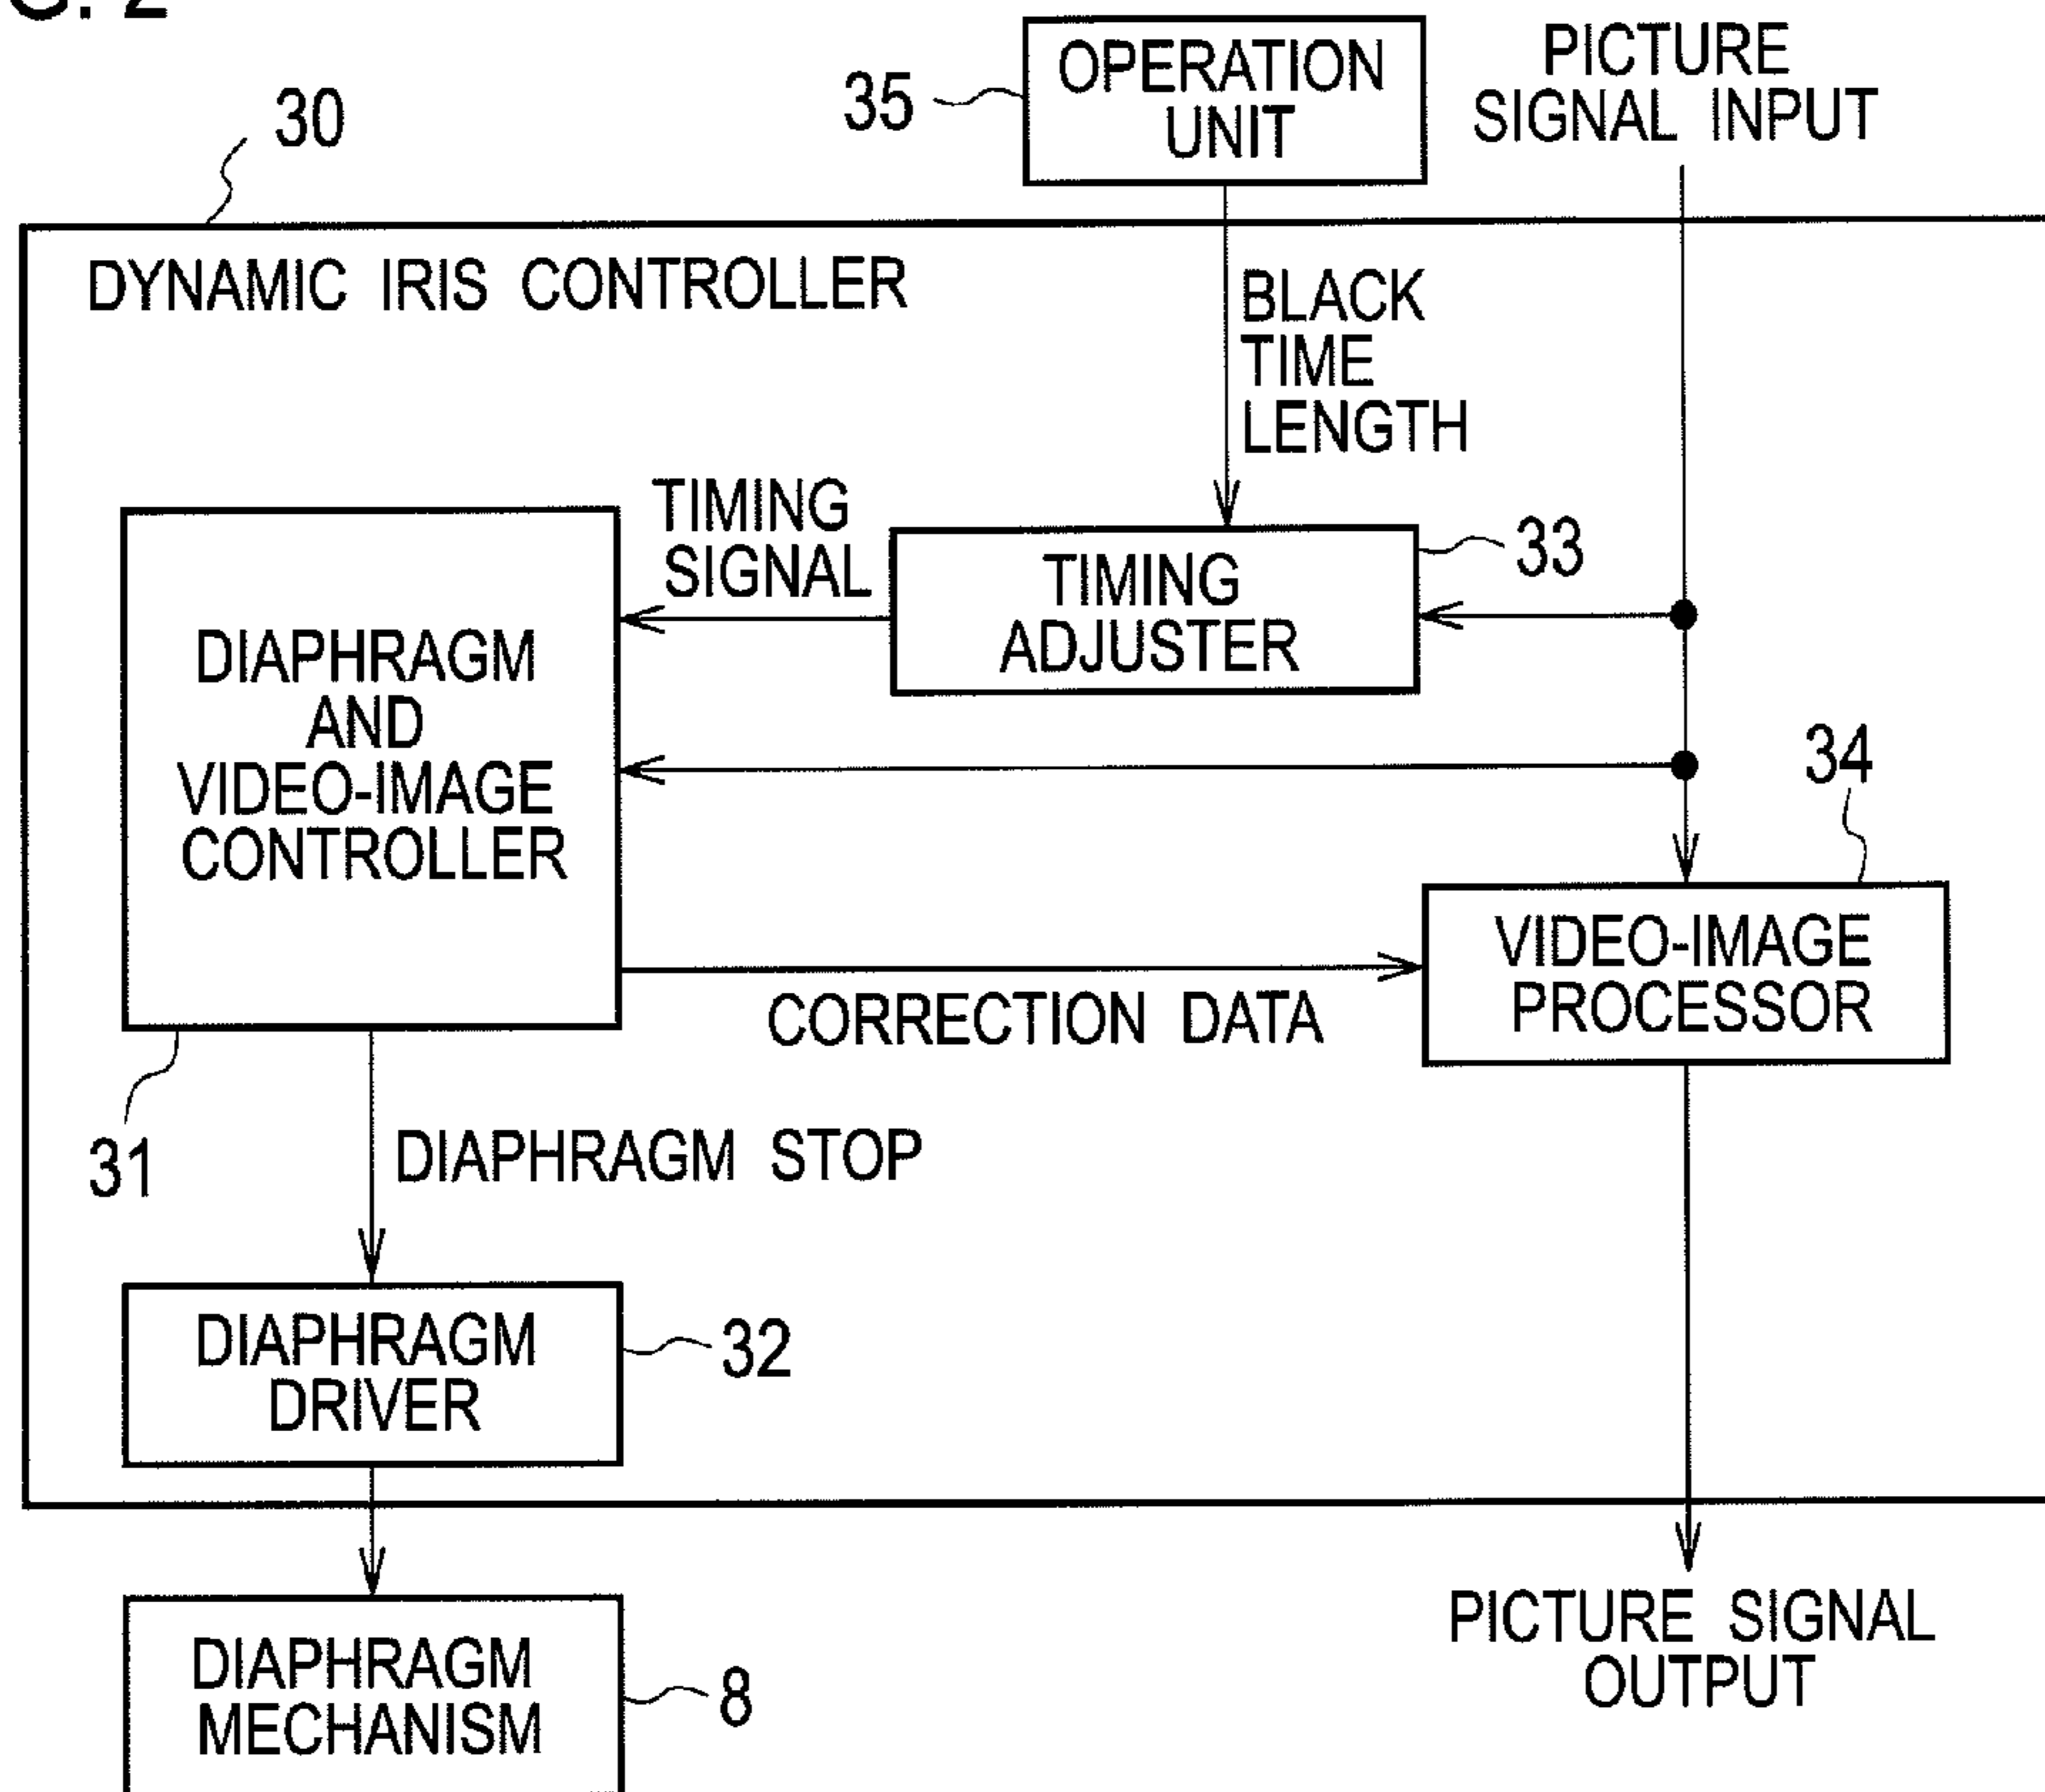 G. 2
OPERATION
UNIT
35
PICTURE
SIGNAL INPUT
30
DYNAMIC IRIS CONTROLLER
BLACK
TIME
LENGTH
TIMING
SIGNAL
TIMING
ADJUSTER
33
DIAPHRAGM
AND
VIDEO-IMAGE
CONTROLLER
34
VIDEO-IMAGE
PROCESSOR
CORRECTION DATA
31
DIAPHRAGM STOP
DIAPHRAGM
DRIVER
32
DIAPHRAGM
MECHANISM
8
PICTURE SIGNAL
OUTPUT